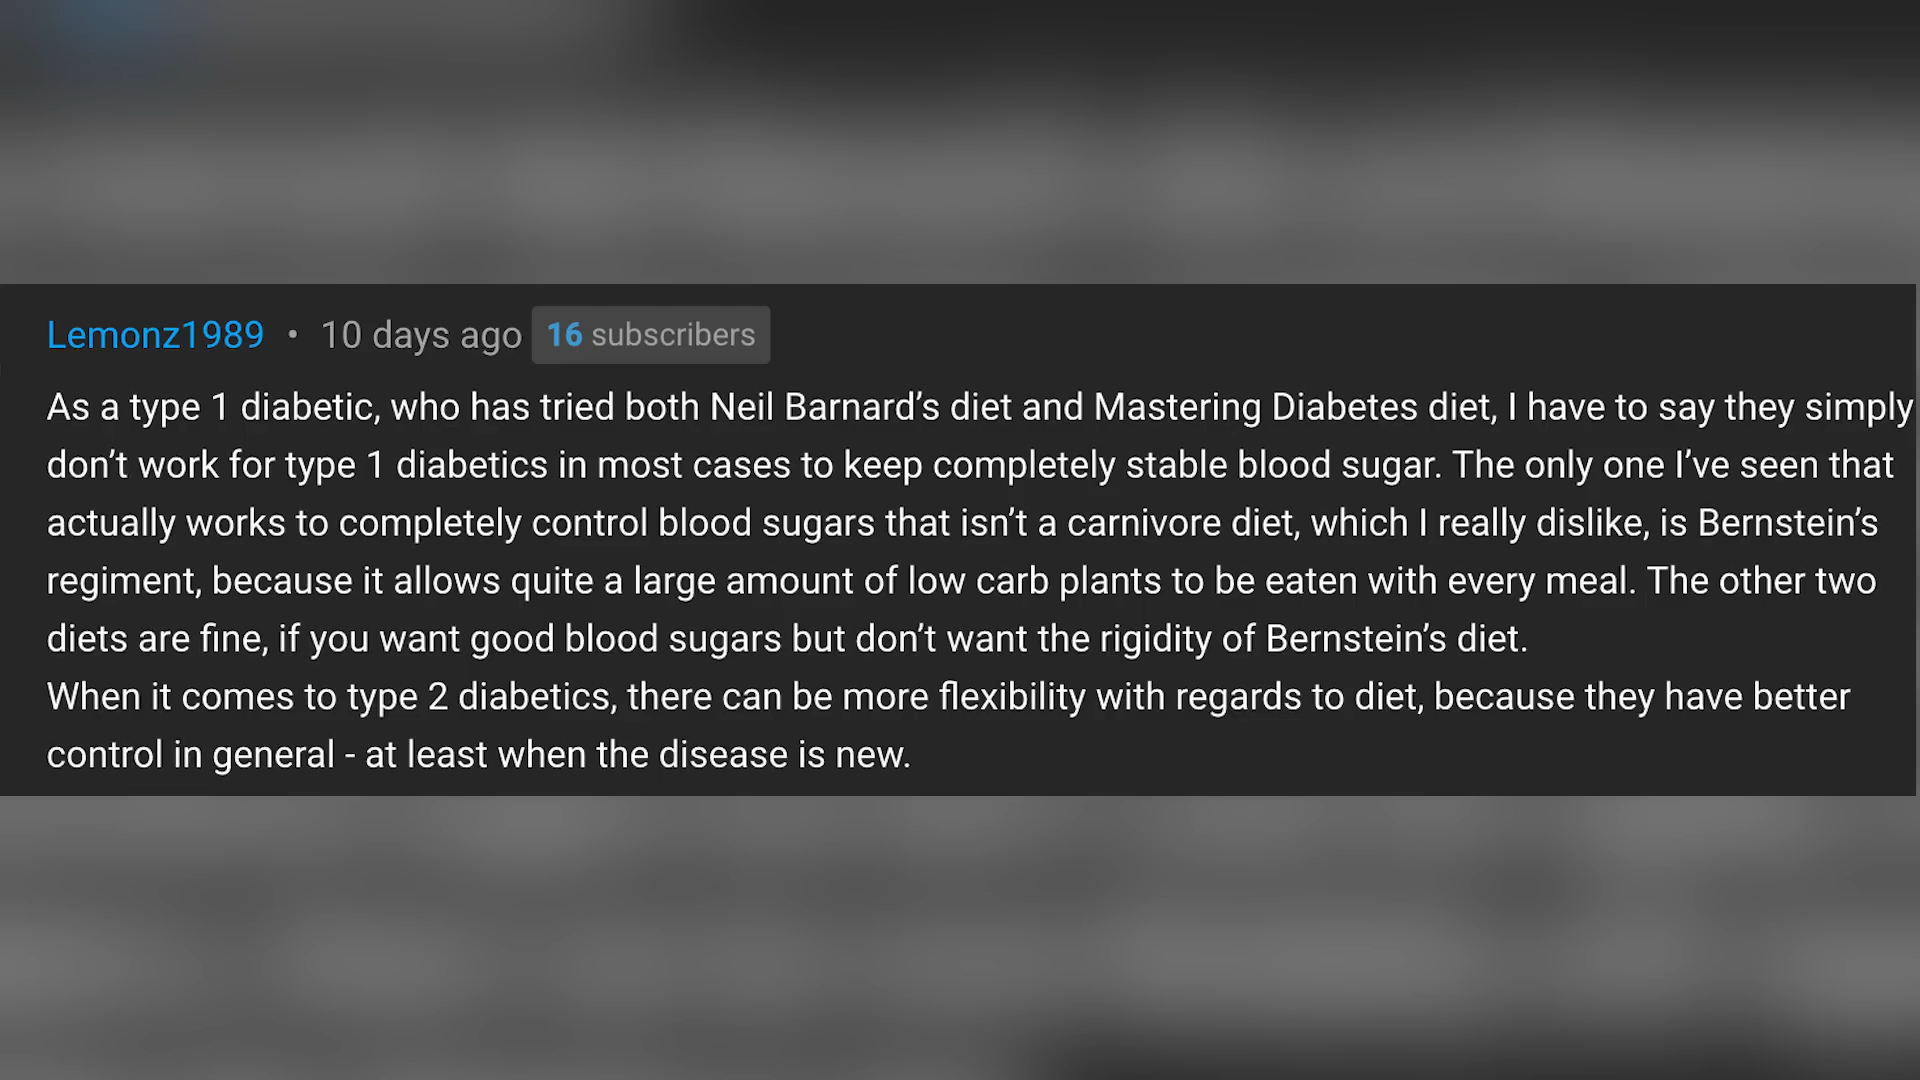 Lemonz1989 • 10 days ago 16 subscribers
As a type 1 diabetic, who has tried both Neil Barnard’s diet and Mastering Diabetes diet, I have to say they simply
don’t work for type 1 diabetics in most cases to keep completely stable blood sugar. The only one I’ve seen that
actually works to completely control blood sugars that isn’t a carnivore diet, which I really dislike, is Bernstein’s
regiment, because it allows quite a large amount of low carb plants to be eaten with every meal. The other two
diets are fine, if you want good blood sugars but don’t want the rigidity of Bernstein’s diet.
When it comes to type 2 diabetics, there can be more flexibility with regards to diet, because they have better
control in general - at least when the disease is new.